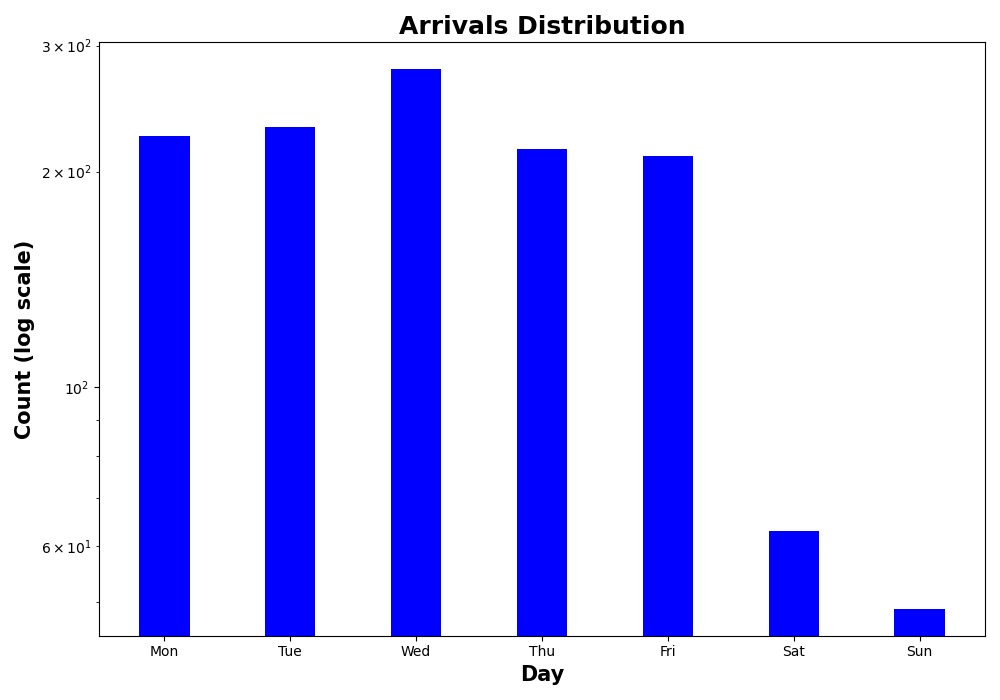 Arrivals Distribution
Count (log scale)
3 × 10²
2 × 10²
10²
6 × 10¹
Mon Tue Wed Thu Fri Sat Sun
Day